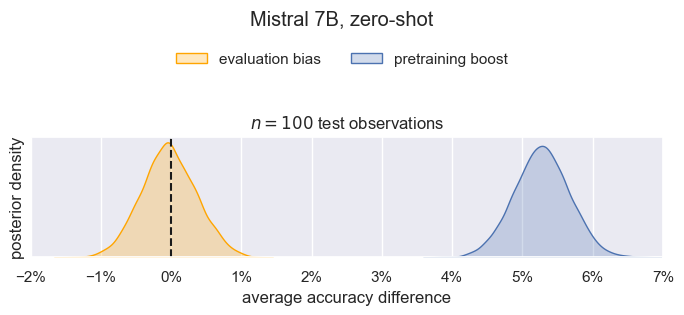 Mistral 7B, zero-shot
evaluation bias
pretraining boost
n = 100 test observations
posterior density
−2%
−1%
0%
1%
2%
3%
4%
5%
6%
7%
average accuracy difference